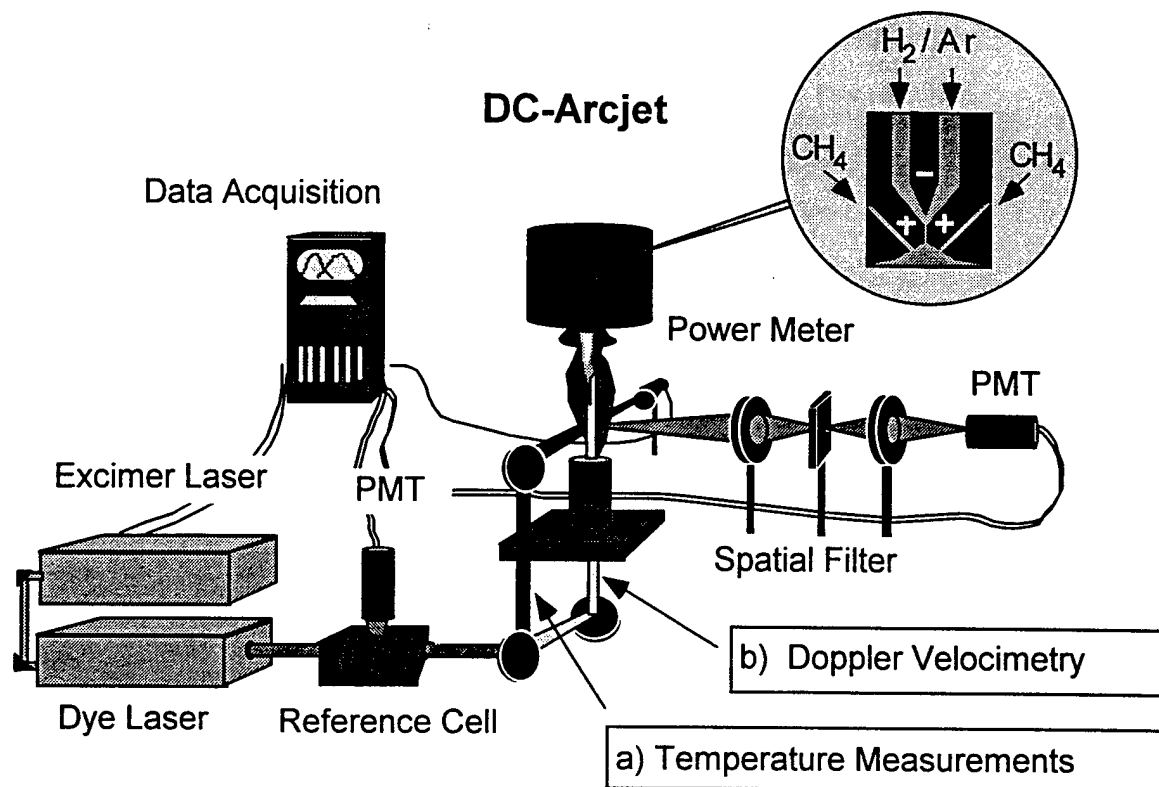 H2 / Ar
DC-Arcjet
CH4
CH4
-
+ +
Data Acquisition
Power Meter
PMT
Excimer Laser
PMT
Spatial Filter
b) Doppler Velocimetry
Dye Laser
Reference Cell
a) Temperature Measurements